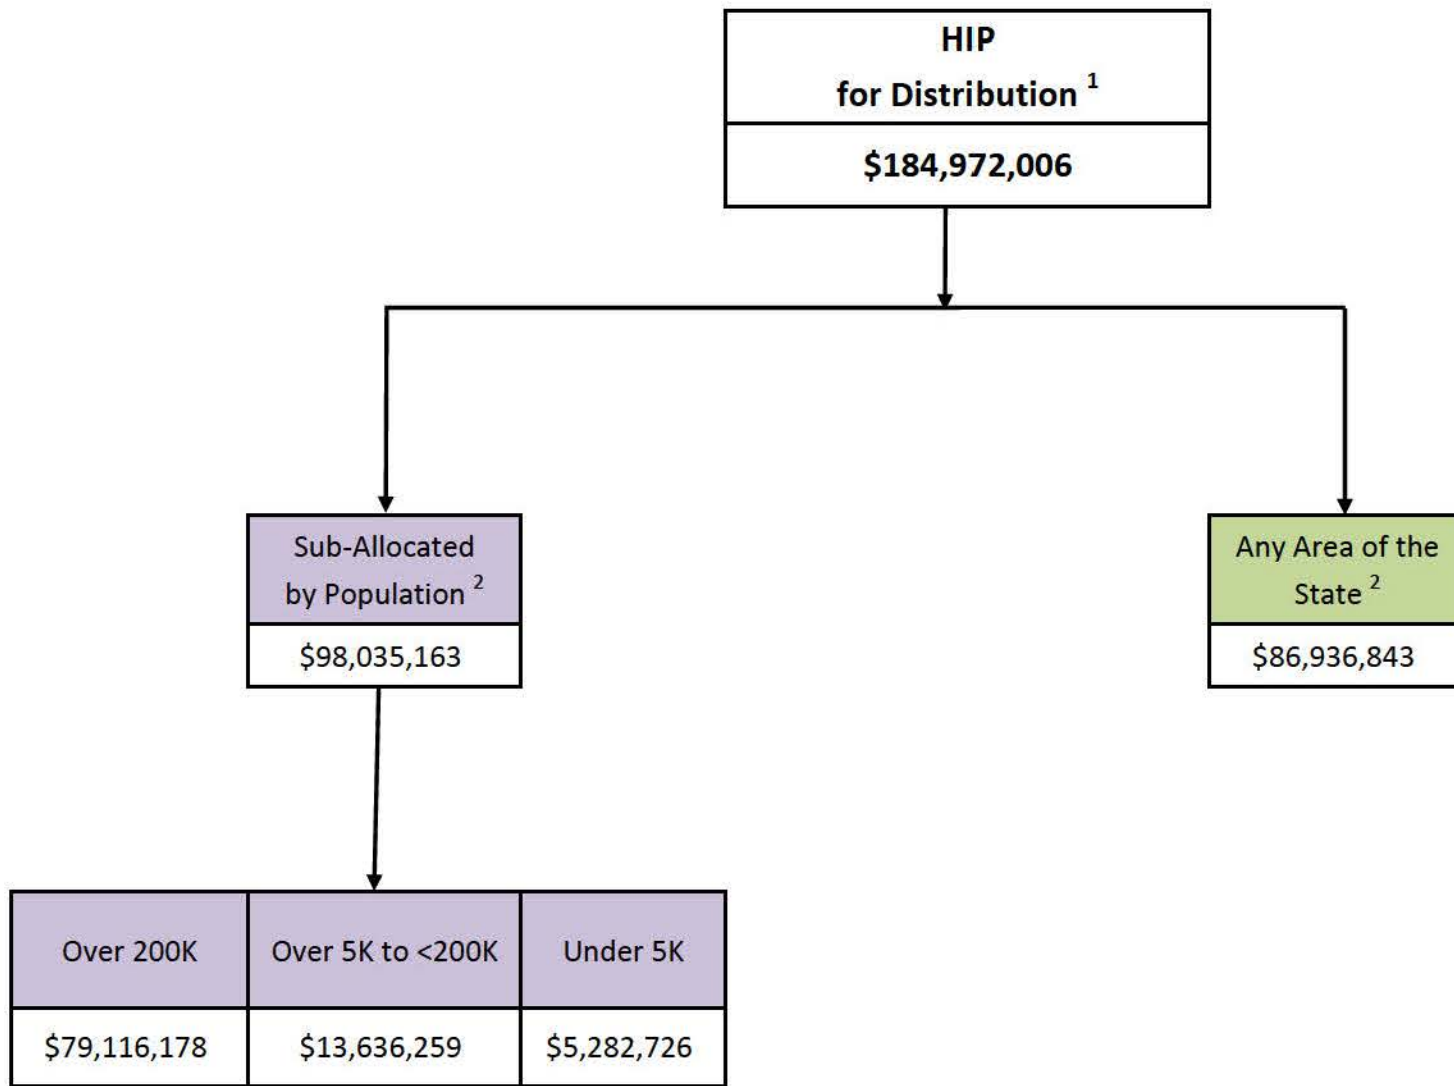 HIP
for Distribution 1
$184,972,006
Sub-Allocated
by Population 2
$98,035,163
Any Area of the
State 2
$86,936,843
Over 200K
Over 5K to <200K
Under 5K
$79,116,178
$13,636,259
$5,282,726